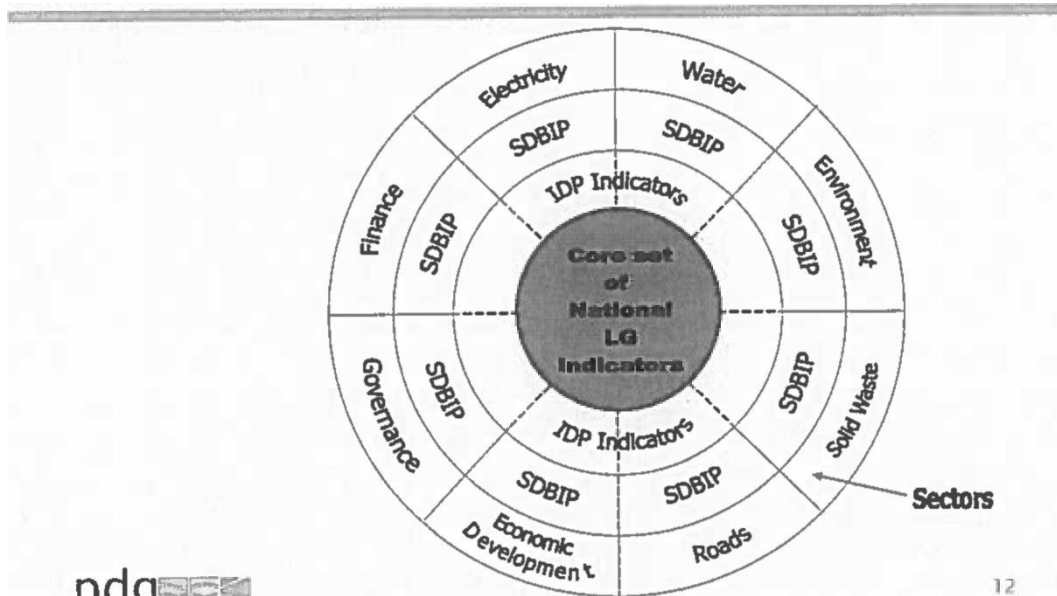 Electricity
Water
Environment
Solid Waste
Roads
Economic
Development
Governance
Finance
SDBIP
SDBIP
SDBIP
SDBIP
SDBIP
SDBIP
SDBIP
SDBIP
IDP Indicators
Core set
of
National
LG
Indicators
IDP Indicators
Sectors
pdg
12